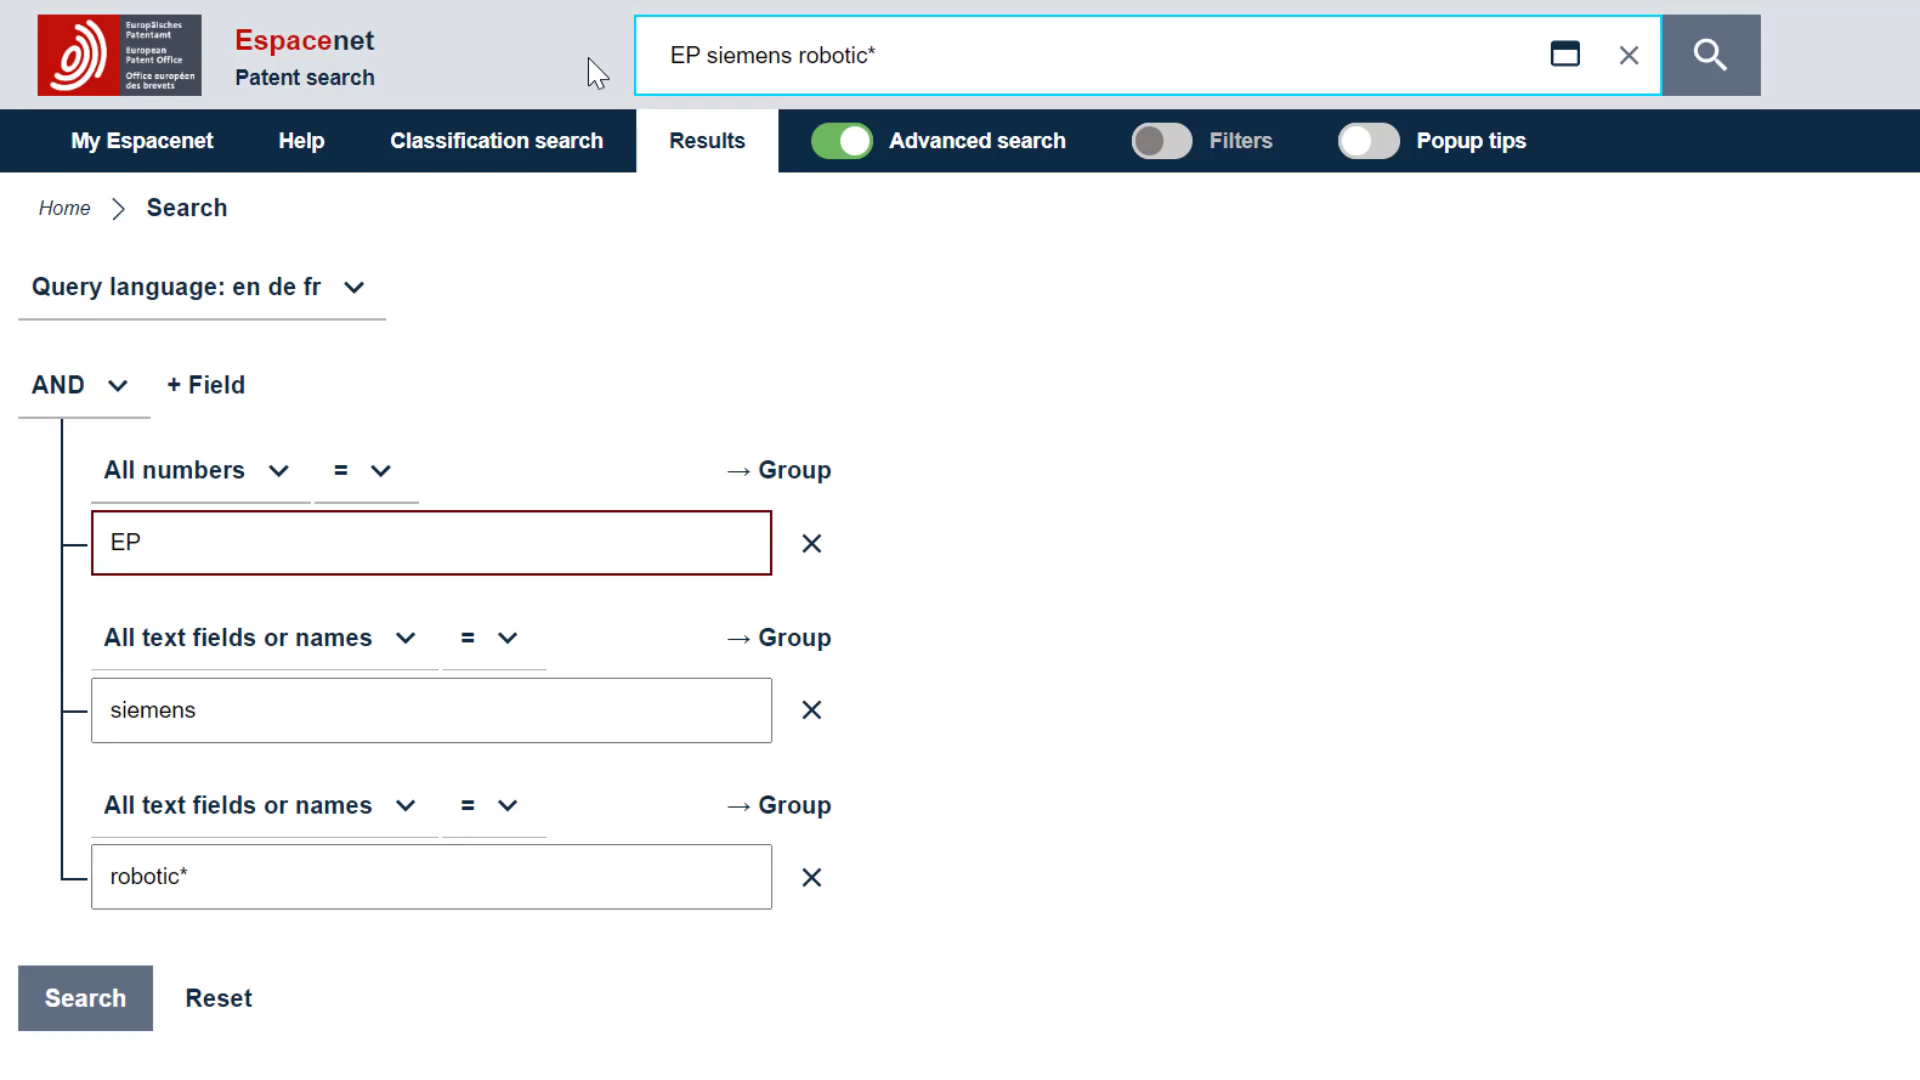 Europäisches
Patentamt
European
Patent Office
Office européen
des brevets
Espacenet
Patent search
EP siemens robotic*
My Espacenet
Help
Classification search
Results
Advanced search
Filters
Popup tips
Home
Search
Query language: en de fr
AND
+ Field
All numbers
=
→ Group
EP
All text fields or names
=
→ Group
siemens
All text fields or names
=
→ Group
robotic*
Search
Reset